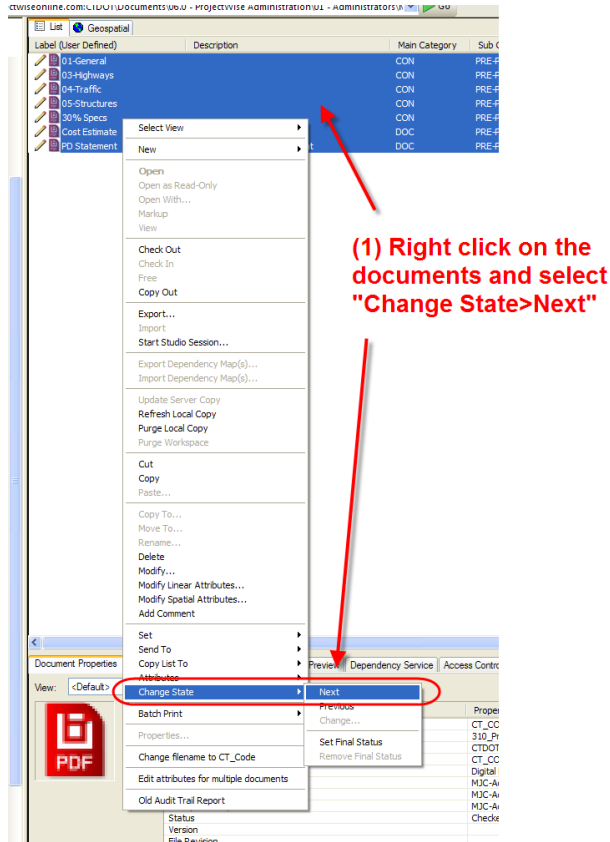 ctwiseonline.com:CTDOT\Documents\06.0 - ProjectWise Administration\01 - Administrators\ Go
List Geospatial
Label (User Defined) Description Main Category Sub C
01-General CON PRE-P
03-Highways CON PRE-P
04-Traffic CON PRE-P
05-Structures CON PRE-P
30% Specs CON PRE-P
Cost Estimate DOC PRE-P
PD Statement DOC PRE-P
Select View
New
Open
Open as Read-Only
Open With...
Markup
View
Check Out
Check In
Free
Copy Out
Export...
Import
Start Studio Session...
Export Dependency Map(s)...
Import Dependency Map(s)...
Update Server Copy
Refresh Local Copy
Purge Local Copy
Purge Workspace
Cut
Copy
Paste...
Copy To...
Move To...
Rename...
Delete
Modify...
Modify Linear Attributes...
Modify Spatial Attributes...
Add Comment
Set
Send To
Copy List To
Attributes
Change State
Batch Print
Properties...
Change filename to CT_Code
Edit attributes for multiple documents
Old Audit Trail Report
(1) Right click on the
documents and select
"Change State>Next"
Document Properties Preview Dependency Service Access Contro
View: <Default>
Next
Previous
Change...
Set Final Status
Remove Final Status
PDF
Proper
CT_CO
310_Pr
CTDOT
CT_CO
Digital
MJC-A
MJC-A
MJC-A
Status Checke
Version
File Revision